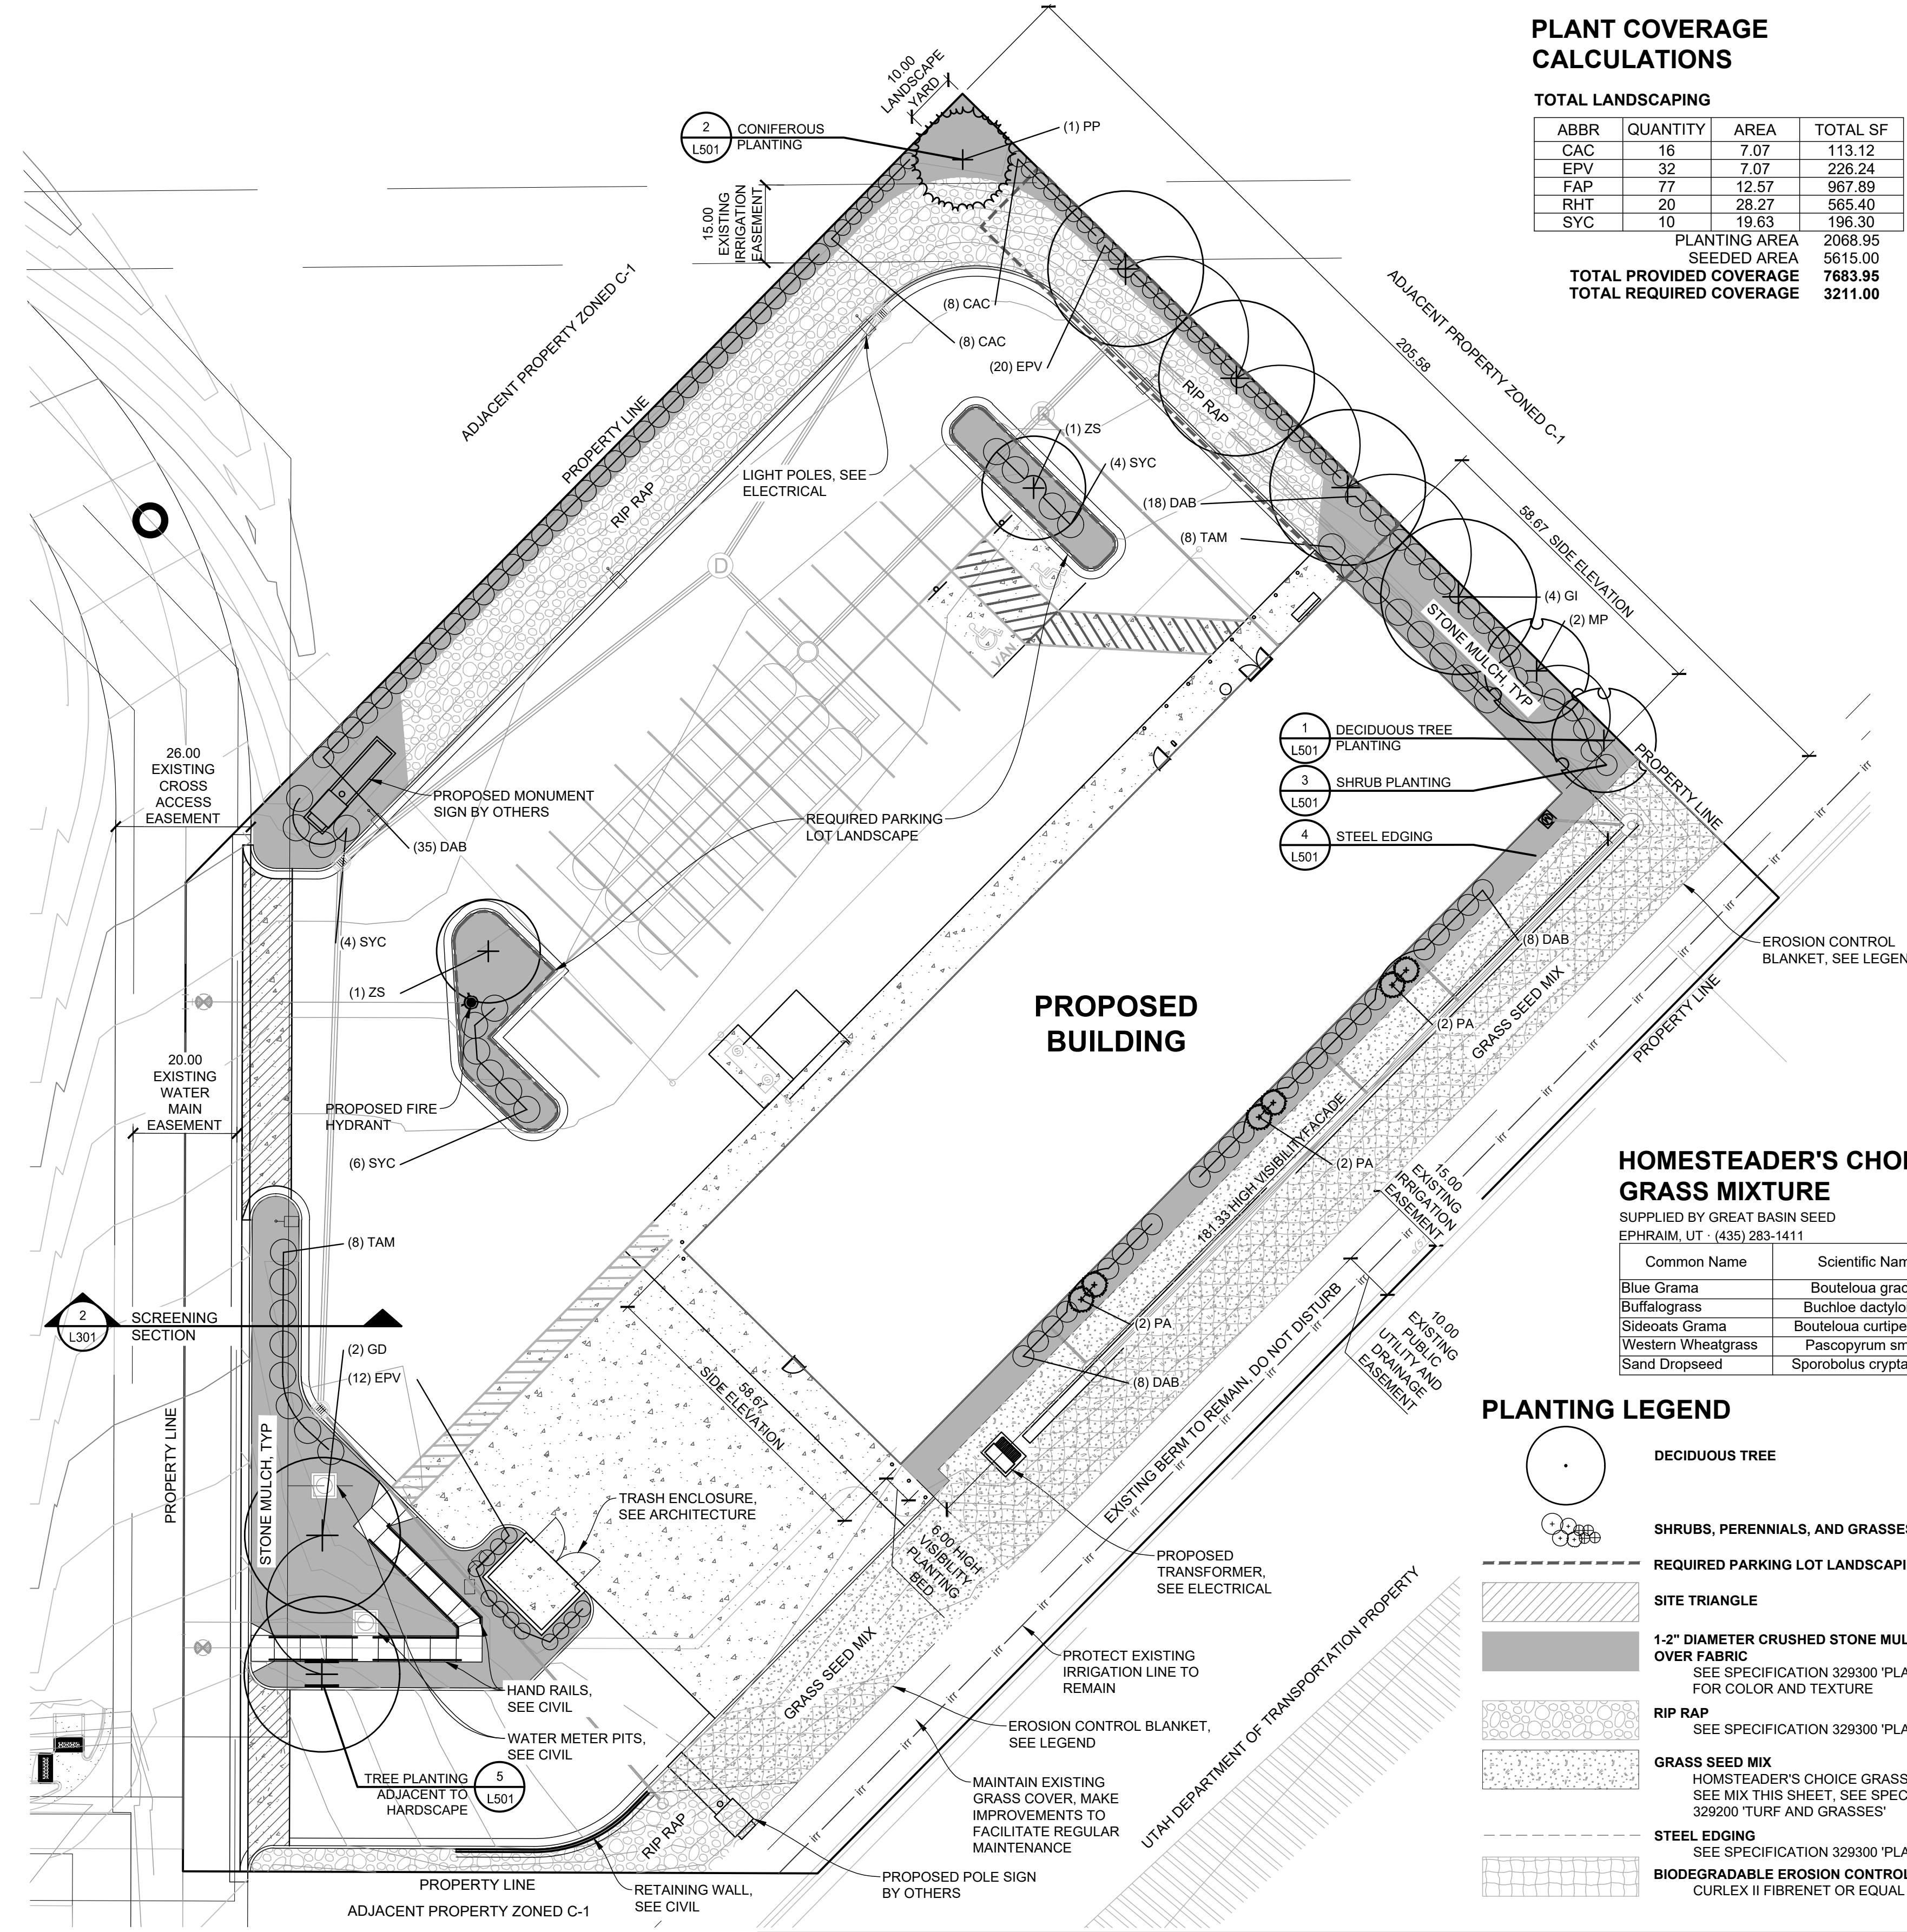 PLANT COVERAGE
CALCULATIONS
TOTAL LANDSCAPING
ABBR QUANTITY AREA TOTAL SF
CAC 16 7.07 113.12
EPV 32 7.07 226.24
FAP 77 12.57 967.89
RHT 20 28.27 565.40
SYC 10 19.63 196.30
PLANTING AREA 2068.95
SEEDED AREA 5615.00
TOTAL PROVIDED COVERAGE 7683.95
TOTAL REQUIRED COVERAGE 3211.00
10.00
LANDSCAPE
YARD
2
L501
CONIFEROUS
PLANTING
(1) PP
15.00
EXISTING
IRRIGATION
EASEMENT
ADJACENT PROPERTY ZONED C-1
PROPERTY LINE
RIP RAP
(8) CAC
(8) CAC
(20) EPV
RIP RAP
205.58
ADJACENT PROPERTY ZONED C-1
LIGHT POLES, SEE
ELECTRICAL
(1) ZS
(4) SYC
(18) DAB
(8) TAM
58.67 SIDE ELEVATION
(4) GI
(2) MP
STONE MULCH, TYP
D
D
VAN
1
L501
DECIDUOUS TREE
PLANTING
3
L501
SHRUB PLANTING
4
L501
STEEL EDGING
PROPERTY LINE
26.00
EXISTING
CROSS
ACCESS
EASEMENT
PROPOSED MONUMENT
SIGN BY OTHERS
(35) DAB
REQUIRED PARKING
LOT LANDSCAPE
(4) SYC
(1) ZS
20.00
EXISTING
WATER
MAIN
EASEMENT
PROPOSED FIRE
HYDRANT
(6) SYC
PROPOSED
BUILDING
(8) DAB
EROSION CONTROL
BLANKET, SEE LEGEN
GRASS SEED MIX
(2) PA
PROPERTY LINE
(2) PA
181.33 HIGH VISIBILITY FACADE
15.00
EXISTING
IRRIGATION
EASEMENT
(8) TAM
2
L301
SCREENING
SECTION
(2) GD
(12) EPV
PROPERTY LINE
STONE MULCH, TYP
58.67
SIDE ELEVATION
(2) PA
(8) DAB
EXISTING BERM TO REMAIN, DO NOT DISTURB
10.00
EXISTING
PUBLIC
UTILITY AND
DRAINAGE
EASEMENT
irr irr irr irr irr irr irr irr irr irr irr irr irr irr irr irr irr
TRASH ENCLOSURE,
SEE ARCHITECTURE
6.00 HIGH
VISIBILITY
PLANTING
BED
PROPOSED
TRANSFORMER,
SEE ELECTRICAL
HAND RAILS,
SEE CIVIL
WATER METER PITS,
SEE CIVIL
TREE PLANTING
ADJACENT TO
HARDSCAPE
5
L501
GRASS SEED MIX
PROTECT EXISTING
IRRIGATION LINE TO
REMAIN
EROSION CONTROL BLANKET,
SEE LEGEND
MAINTAIN EXISTING
GRASS COVER, MAKE
IMPROVEMENTS TO
FACILITATE REGULAR
MAINTENANCE
UTAH DEPARTMENT OF TRANSPORTATION PROPERTY
RIP RAP
PROPOSED POLE SIGN
BY OTHERS
RETAINING WALL,
SEE CIVIL
PROPERTY LINE
ADJACENT PROPERTY ZONED C-1
HOMESTEADER'S CHOI
GRASS MIXTURE
SUPPLIED BY GREAT BASIN SEED
EPHRAIM, UT · (435) 283-1411
Common Name Scientific Nam
Blue Grama Bouteloua grac
Buffalograss Buchloe dactylo
Sideoats Grama Bouteloua curtipe
Western Wheatgrass Pascopyrum sm
Sand Dropseed Sporobolus crypta
PLANTING LEGEND
DECIDUOUS TREE
SHRUBS, PERENNIALS, AND GRASSES
REQUIRED PARKING LOT LANDSCAPI
SITE TRIANGLE
1-2" DIAMETER CRUSHED STONE MUL
OVER FABRIC
SEE SPECIFICATION 329300 'PLA
FOR COLOR AND TEXTURE
RIP RAP
SEE SPECIFICATION 329300 'PLA
GRASS SEED MIX
HOMSTEADER'S CHOICE GRASS
SEE MIX THIS SHEET, SEE SPEC
329200 'TURF AND GRASSES'
STEEL EDGING
SEE SPECIFICATION 329300 'PLA
BIODEGRADABLE EROSION CONTROL
CURLEX II FIBRENET OR EQUAL